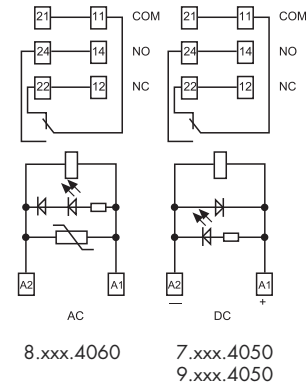 21 11 COM 21 11 COM
24 14 NO 24 14 NO
22 12 NC 22 12 NC
A2 A1 A2 A1
— +
AC DC
8.xxx.4060 7.xxx.4050
9.xxx.4050